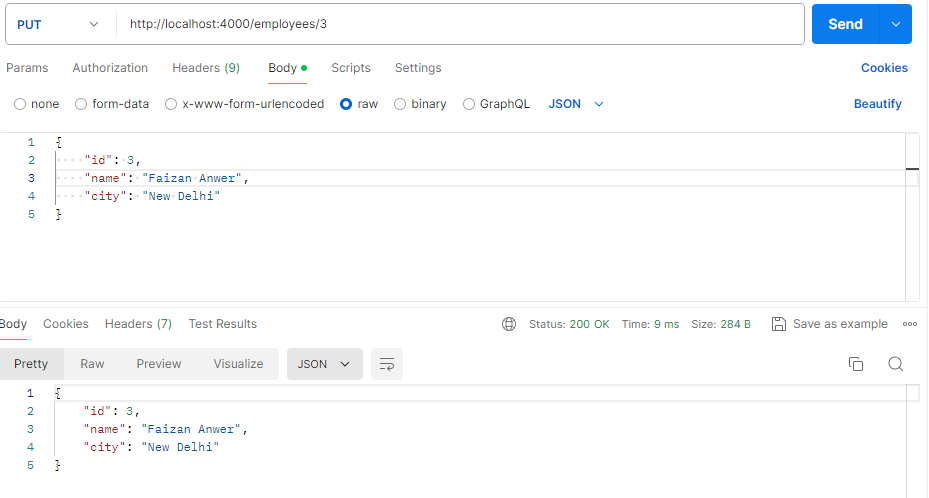 PUT http://localhost:4000/employees/3 Send
Params Authorization Headers (9) Body Scripts Settings Cookies
none form-data x-www-form-urlencoded raw binary GraphQL JSON Beautify
1 {
2 "id": 3,
3 "name": "Faizan Anwer",
4 "city": "New Delhi"
5 }
Body Cookies Headers (7) Test Results Status: 200 OK Time: 9 ms Size: 284 B Save as example
Pretty Raw Preview Visualize JSON
1 {
2 "id": 3,
3 "name": "Faizan Anwer",
4 "city": "New Delhi"
5 }